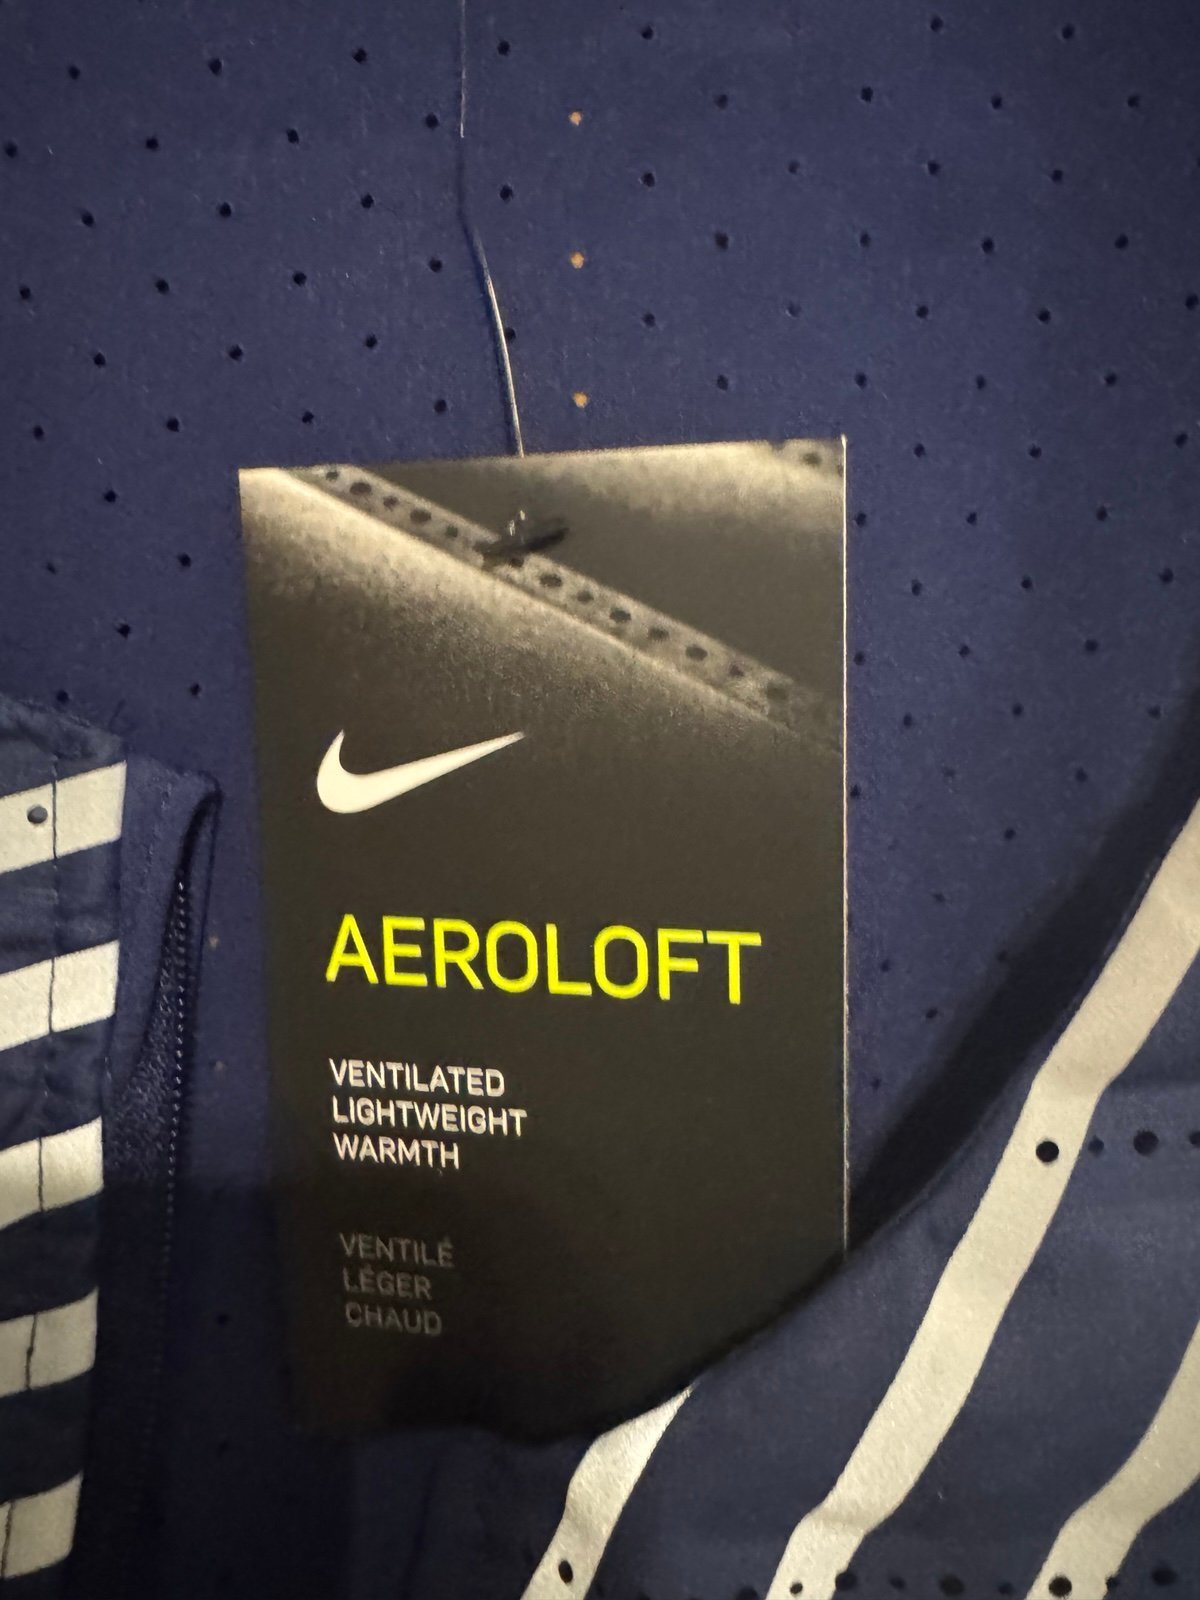 AEROLOFT
VENTILATED
LIGHTWEIGHT
WARMTH
VENTILÉ
LÉGER
CHAUD